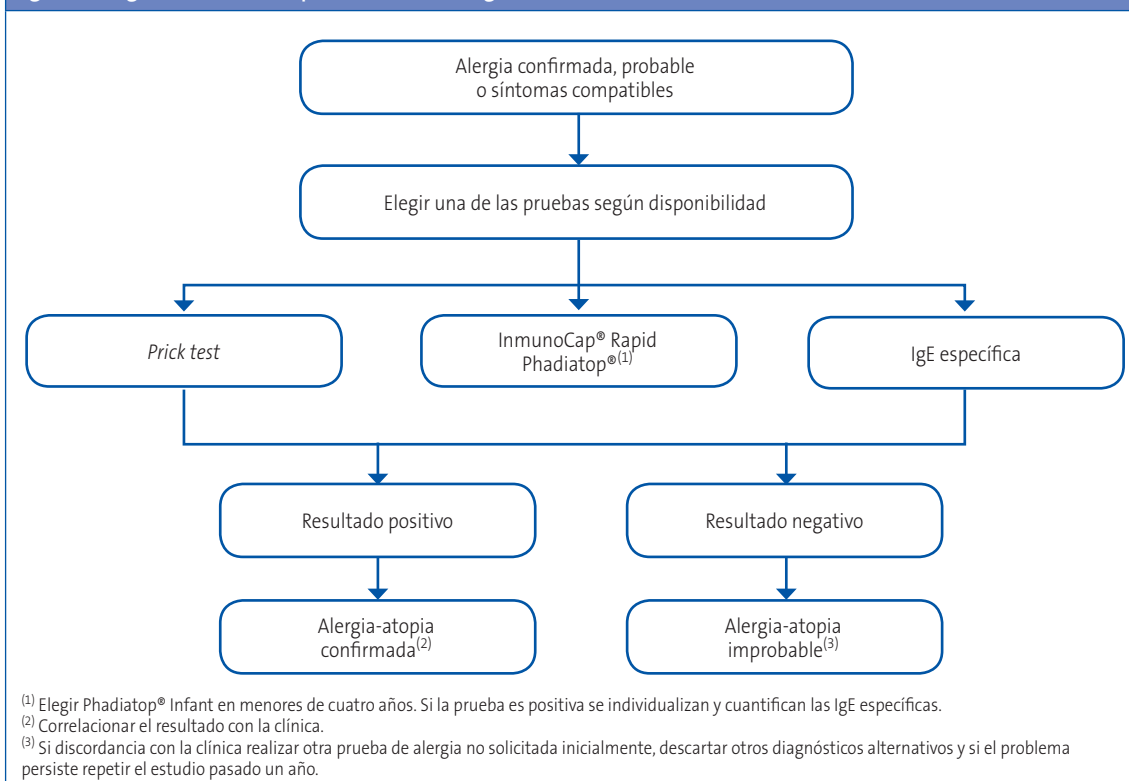 Alergia confirmada, probable
o síntomas compatibles
Elegir una de las pruebas según disponibilidad
Prick test
InmunoCap® Rapid
Phadiatop®(1)
IgE específica
Resultado positivo
Resultado negativo
Alergia-atopia
confirmada(2)
Alergia-atopia
improbable(3)
(1) Elegir Phadiatop® Infant en menores de cuatro años. Si la prueba es positiva se individualizan y cuantifican las IgE específicas.
(2) Correlacionar el resultado con la clínica.
(3) Si discordancia con la clínica realizar otra prueba de alergia no solicitada inicialmente, descartar otros diagnósticos alternativos y si el problema
persiste repetir el estudio pasado un año.